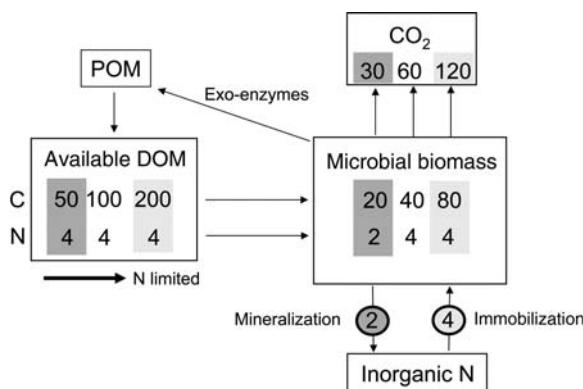 CO2
30 60 120
POM
Exo-enzymes
Available DOM
C 50 100 200
N 4 4 4
N limited
Microbial biomass
20 40 80
2 4 4
Mineralization 2
4 Immobilization
Inorganic N